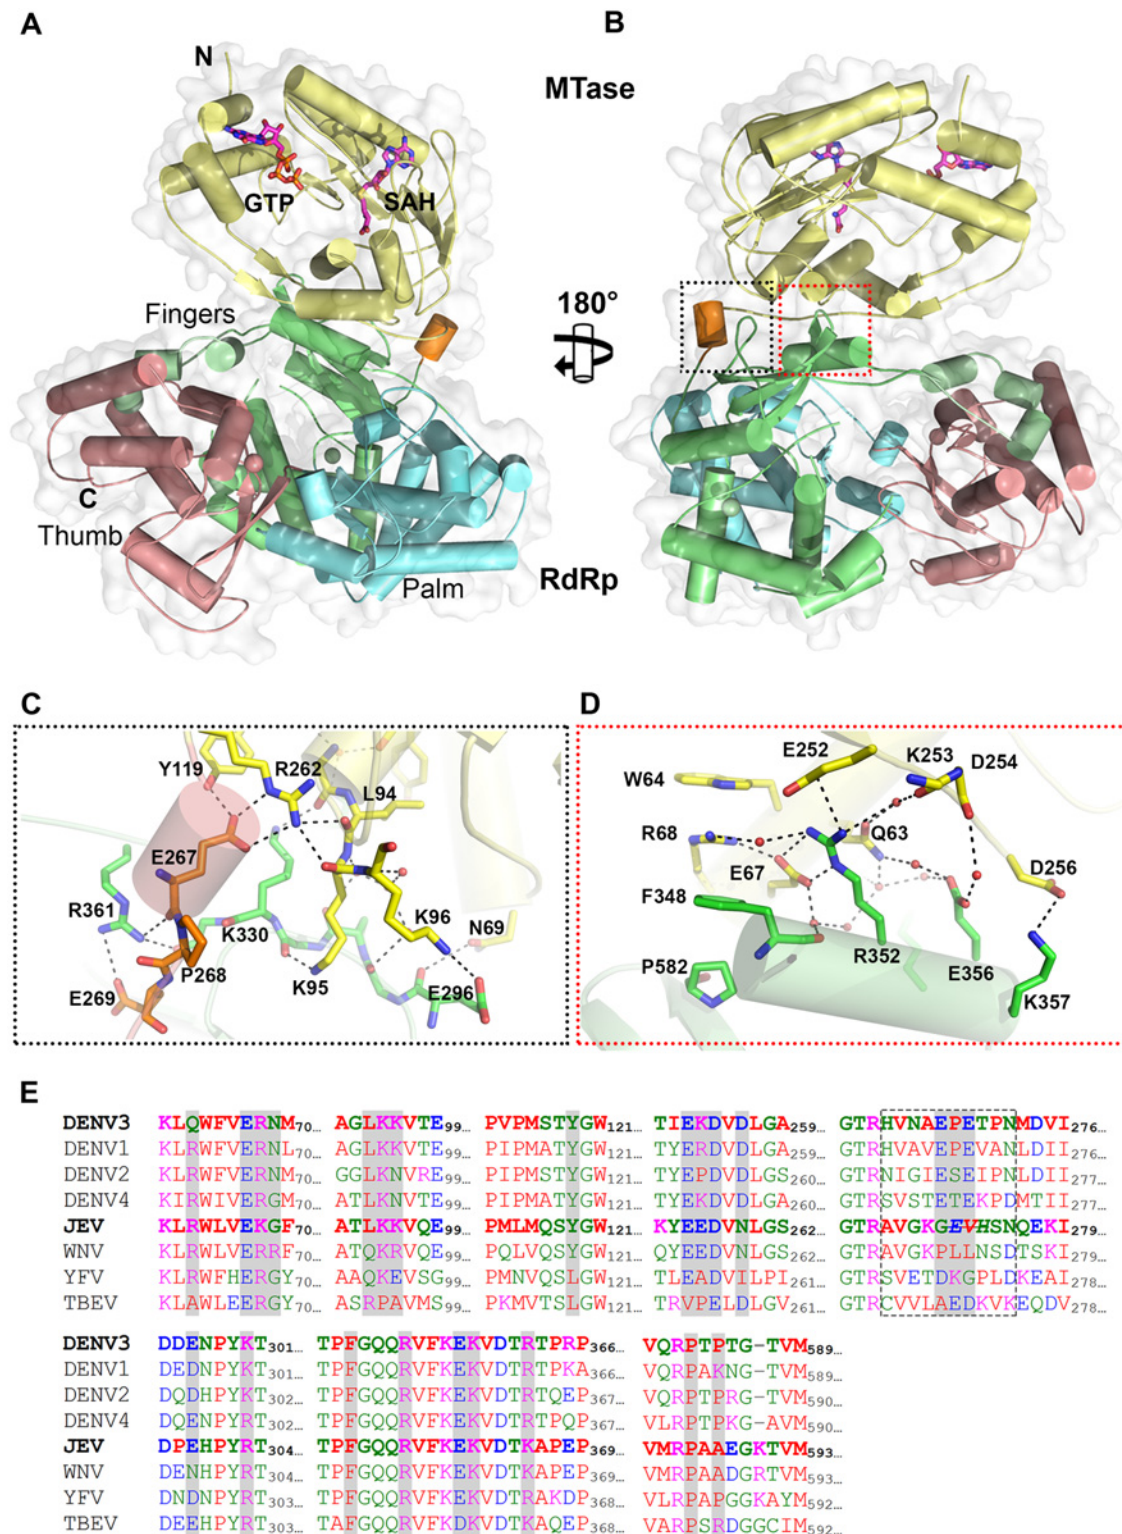 A
B
N
MTase
GTP
SAH
Fingers
180°
C
Thumb
Palm
RdRp
C
D
Y119
R262
L94
E267
R361
K330
K96
N69
P268
K95
E269
E296
E252
K253
D254
W64
R68
Q63
E67
D256
F348
R352
E356
P582
K357
E
DENV3 KLQWFVERNM70… AGLKKVTE99… PVPMSTYGW121… TIEKDVDLGA259… GTRHVNAEPETPNMDVI276…
DENV1 KLRWFVERNL70… AGLKKVTE99… PIPMATYGW121… TYERDVDLGA259… GTRHVAVEPEVANLDII276…
DENV2 KLRWFVERNM70… GGLKNVRE99… PIPMSTYGW121… TYEPDVDLGS260… GTRNIGIESEIPNLDII277…
DENV4 KIRWIVERGM70… ATLKNVTE99… PIPMATYGW121… TYEKDVDLGA260… GTRSVSTETEKPDMTII277…
JEV KLRWLVEKGF70… ATLKKVQE99… PMLMQSYGW121… KYEEDVNLGS262… GTRAVGKGEVHSNQEKI279…
WNV KLRWLVERRF70… ATQKRVQE99… PQLVQSYGW121… QYEEDVNLGS262… GTRAVGKPLLNSDTSKI279…
YFV KLRWFHERGY70… AAQKEVSG99… PMNVQSLGW121… TLEADVILPI261… GTRSVETDKGPLDKEAI278…
TBEV KLAWLEERGY70… ASRPAVMS99… PKMVTSLGW121… TRVPELDLGV261… GTRCVVLAEDKVKEQDV278…
DENV3 DDENPYKT301… TPFGQQRVFKEKVDTRTPRP366… VQRPTPTG-TVM589…
DENV1 DEDNPYKT301… TPFGQQRVFKEKVDTRTPKA366… VQRPAKNG-TVM589…
DENV2 DQDHPYKT302… TPFGQQRVFKEKVDTRTQEP367… VQRPTPRG-TVM590…
DENV4 DQENPYKT302… TPFGQQRVFKEKVDTRTPQP367… VLRPTPKG-AVM590…
JEV DPEHPYRT304… TPFGQQRVFKEKVDTKAPEP369… VMRPAAEGKTVM593…
WNV DENHPYRT304… TPFGQQRVFKEKVDTKAPEP369… VMRPAADGRTVM593…
YFV DNDNPYKT303… TPFGQQRVFKEKVDTRAKDP368… VLRPAPGGKAYM592…
TBEV DEEHPYRT303… TAFGQQRVFKDKVDTKAQEP368… VARPSRDGGCIM592…